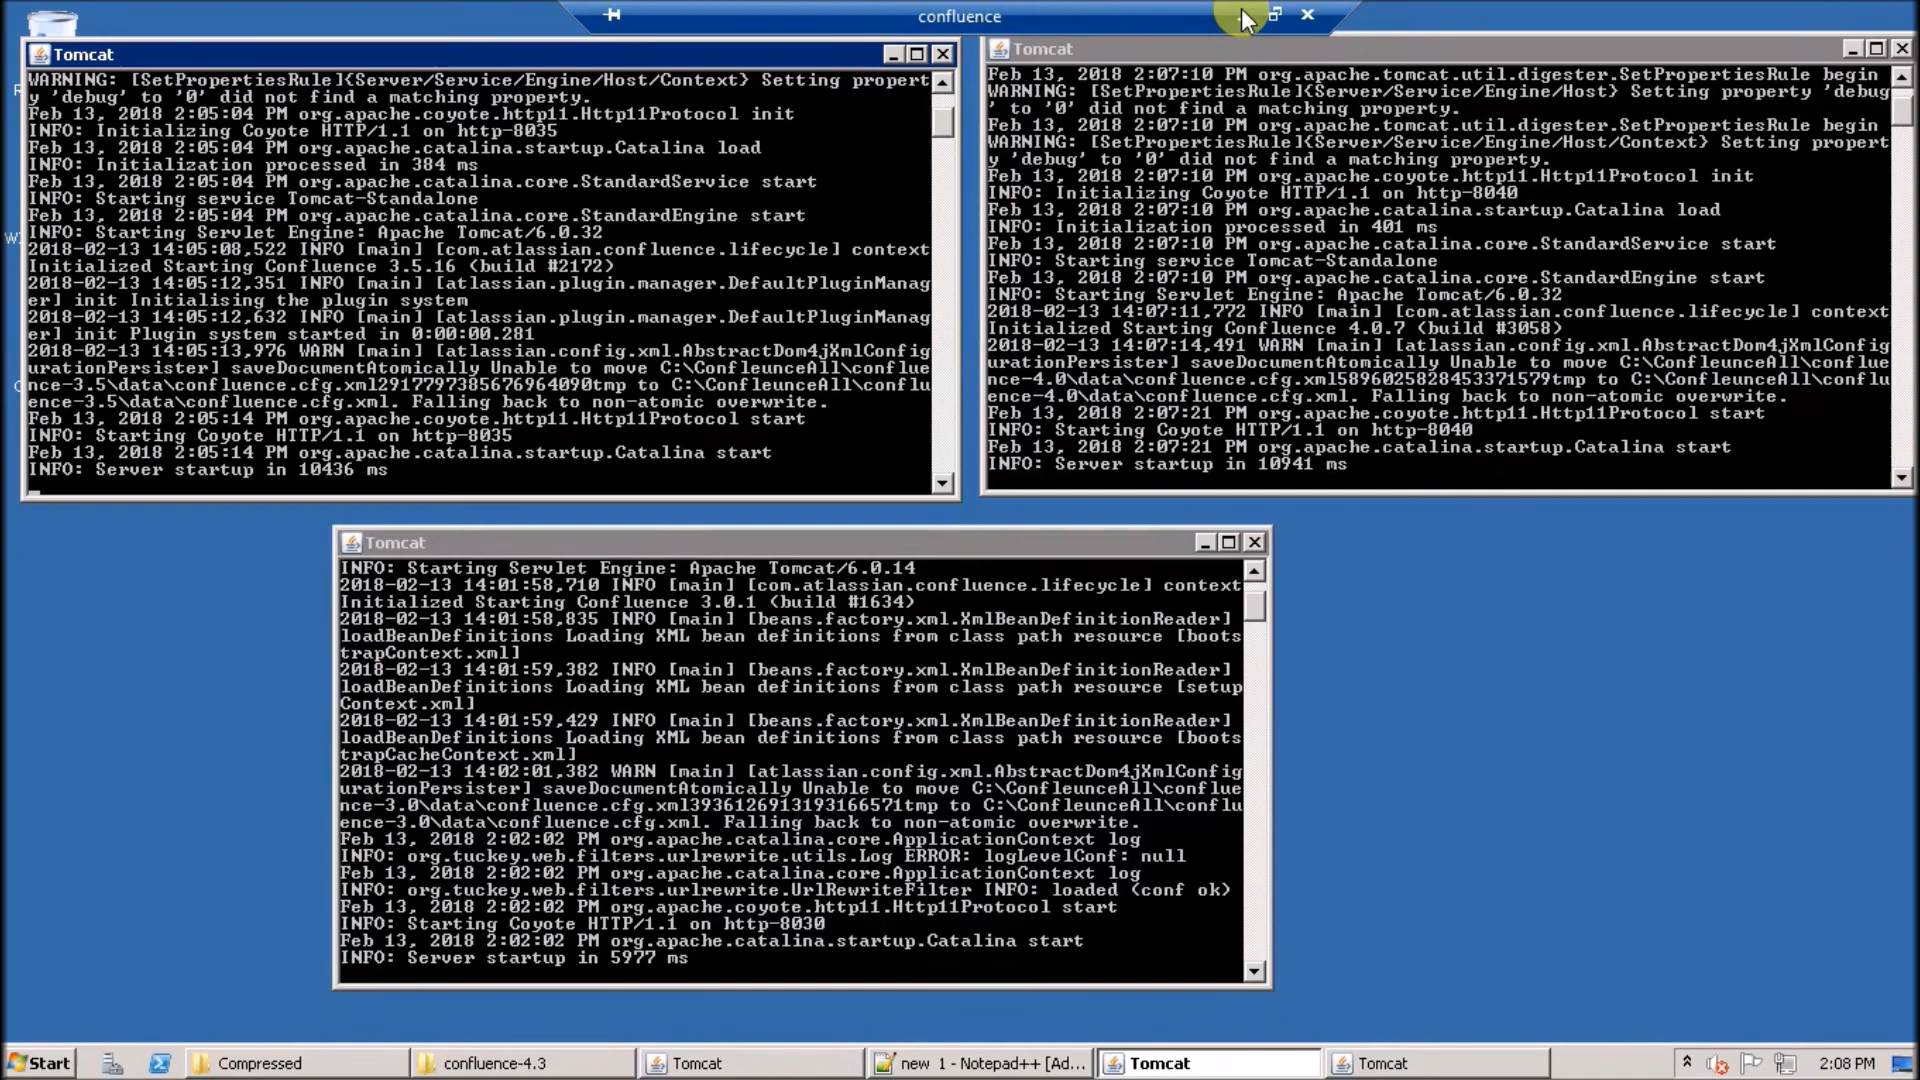 confluence
Tomcat
WARNING: [SetPropertiesRule]{Server/Service/Engine/Host/Context} Setting propert
y 'debug' to '0' did not find a matching property.
Feb 13, 2018 2:05:04 PM org.apache.coyote.http11.Http11Protocol init
INFO: Initializing Coyote HTTP/1.1 on http-8035
Feb 13, 2018 2:05:04 PM org.apache.catalina.startup.Catalina load
INFO: Initialization processed in 384 ms
Feb 13, 2018 2:05:04 PM org.apache.catalina.core.StandardService start
INFO: Starting service Tomcat-Standalone
Feb 13, 2018 2:05:04 PM org.apache.catalina.core.StandardEngine start
INFO: Starting Servlet Engine: Apache Tomcat/6.0.32
2018-02-13 14:05:08,522 INFO [main] [com.atlassian.confluence.lifecycle] context
Initialized Starting Confluence 3.5.16 (build #2172)
2018-02-13 14:05:12,351 INFO [main] [atlassian.plugin.manager.DefaultPluginManag
er] init Initialising the plugin system
2018-02-13 14:05:12,632 INFO [main] [atlassian.plugin.manager.DefaultPluginManag
er] init Plugin system started in 0:00:00.281
2018-02-13 14:05:13,976 WARN [main] [atlassian.config.xml.AbstractDom4jXmlConfig
urationPersister] saveDocumentAtomically Unable to move C:\ConfleunceAll\conflue
nce-3.5\data\confluence.cfg.xml2917797385676964090tmp to C:\ConfleunceAll\conflu
ence-3.5\data\confluence.cfg.xml. Falling back to non-atomic overwrite.
Feb 13, 2018 2:05:14 PM org.apache.coyote.http11.Http11Protocol start
INFO: Starting Coyote HTTP/1.1 on http-8035
Feb 13, 2018 2:05:14 PM org.apache.catalina.startup.Catalina start
INFO: Server startup in 10436 ms
Tomcat
Feb 13, 2018 2:07:10 PM org.apache.tomcat.util.digester.SetPropertiesRule begin
WARNING: [SetPropertiesRule]{Server/Service/Engine/Host} Setting property 'debug
' to '0' did not find a matching property.
Feb 13, 2018 2:07:10 PM org.apache.tomcat.util.digester.SetPropertiesRule begin
WARNING: [SetPropertiesRule]{Server/Service/Engine/Host/Context} Setting propert
y 'debug' to '0' did not find a matching property.
Feb 13, 2018 2:07:10 PM org.apache.coyote.http11.Http11Protocol init
INFO: Initializing Coyote HTTP/1.1 on http-8040
Feb 13, 2018 2:07:10 PM org.apache.catalina.startup.Catalina load
INFO: Initialization processed in 401 ms
Feb 13, 2018 2:07:10 PM org.apache.catalina.core.StandardService start
INFO: Starting service Tomcat-Standalone
Feb 13, 2018 2:07:10 PM org.apache.catalina.core.StandardEngine start
INFO: Starting Servlet Engine: Apache Tomcat/6.0.32
2018-02-13 14:07:11,772 INFO [main] [com.atlassian.confluence.lifecycle] context
Initialized Starting Confluence 4.0.7 (build #3058)
2018-02-13 14:07:14,491 WARN [main] [atlassian.config.xml.AbstractDom4jXmlConfig
urationPersister] saveDocumentAtomically Unable to move C:\ConfleunceAll\conflue
nce-4.0\data\confluence.cfg.xml5896025828453371579tmp to C:\ConfleunceAll\conflu
ence-4.0\data\confluence.cfg.xml. Falling back to non-atomic overwrite.
Feb 13, 2018 2:07:21 PM org.apache.coyote.http11.Http11Protocol start
INFO: Starting Coyote HTTP/1.1 on http-8040
Feb 13, 2018 2:07:21 PM org.apache.catalina.startup.Catalina start
INFO: Server startup in 10941 ms
Tomcat
INFO: Starting Servlet Engine: Apache Tomcat/6.0.14
2018-02-13 14:01:58,710 INFO [main] [com.atlassian.confluence.lifecycle] context
Initialized Starting Confluence 3.0.1 (build #1634)
2018-02-13 14:01:58,835 INFO [main] [beans.factory.xml.XmlBeanDefinitionReader]
loadBeanDefinitions Loading XML bean definitions from class path resource [boots
trapContext.xml]
2018-02-13 14:01:59,382 INFO [main] [beans.factory.xml.XmlBeanDefinitionReader]
loadBeanDefinitions Loading XML bean definitions from class path resource [setup
Context.xml]
2018-02-13 14:01:59,429 INFO [main] [beans.factory.xml.XmlBeanDefinitionReader]
loadBeanDefinitions Loading XML bean definitions from class path resource [boots
trapCacheContext.xml]
2018-02-13 14:02:01,382 WARN [main] [atlassian.config.xml.AbstractDom4jXmlConfig
urationPersister] saveDocumentAtomically Unable to move C:\ConfleunceAll\conflue
nce-3.0\data\confluence.cfg.xml3936126913193166571tmp to C:\ConfleunceAll\conflu
ence-3.0\data\confluence.cfg.xml. Falling back to non-atomic overwrite.
Feb 13, 2018 2:02:02 PM org.apache.catalina.core.ApplicationContext log
INFO: org.tuckey.web.filters.urlrewrite.utils.Log ERROR: logLevelConf: null
Feb 13, 2018 2:02:02 PM org.apache.catalina.core.ApplicationContext log
INFO: org.tuckey.web.filters.urlrewrite.UrlRewriteFilter INFO: loaded (conf ok)
Feb 13, 2018 2:02:02 PM org.apache.coyote.http11.Http11Protocol start
INFO: Starting Coyote HTTP/1.1 on http-8030
Feb 13, 2018 2:02:02 PM org.apache.catalina.startup.Catalina start
INFO: Server startup in 5977 ms
Start
Compressed
confluence-4.3
Tomcat
new 1 - Notepad++ [Ad...
Tomcat
Tomcat
2:08 PM